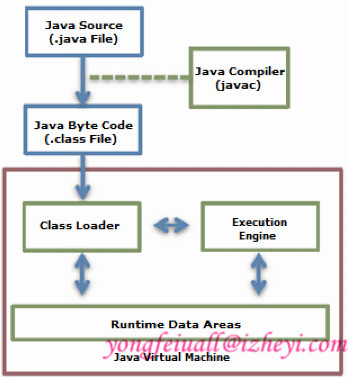 Java Source
(.java File)
Java Compiler
(javac)
Java Byte Code
(.class File)
Class Loader
Execution
Engine
Runtime Data Areas
yongfeiuall@izheyi.com
Java Virtual Machine